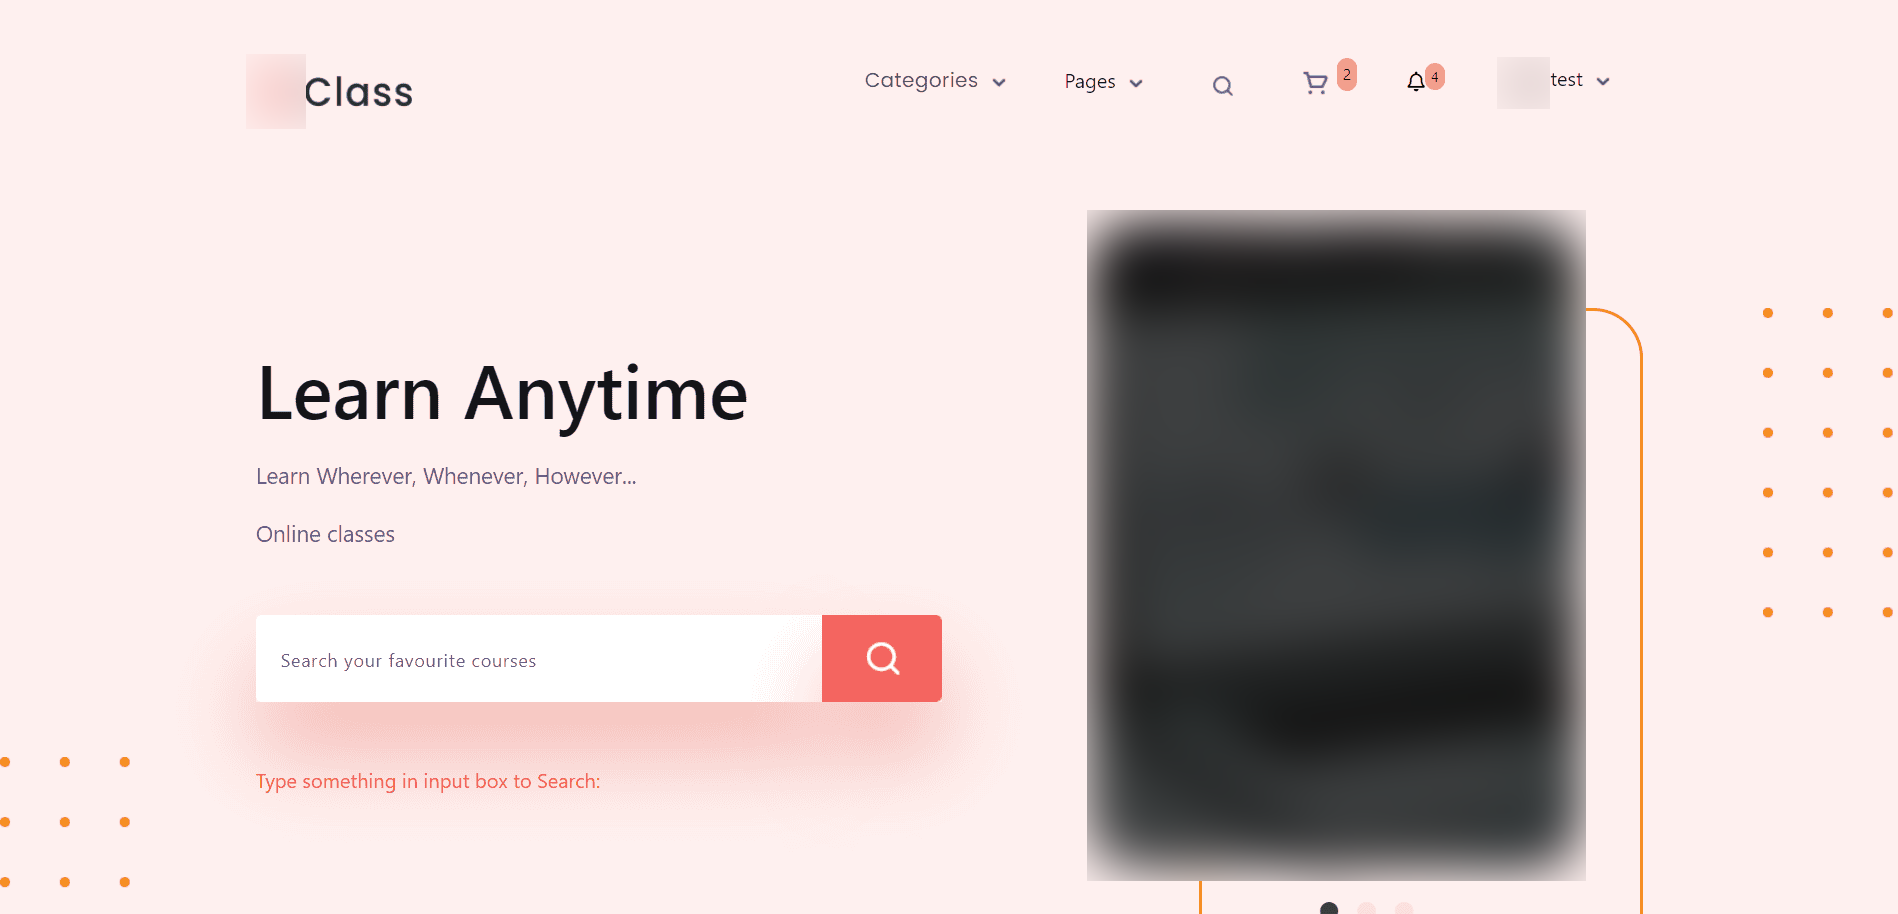 Class
Categories
Pages
2
4
test
Learn Anytime
Learn Wherever, Whenever, However...
Online classes
Search your favourite courses
Type something in input box to Search: